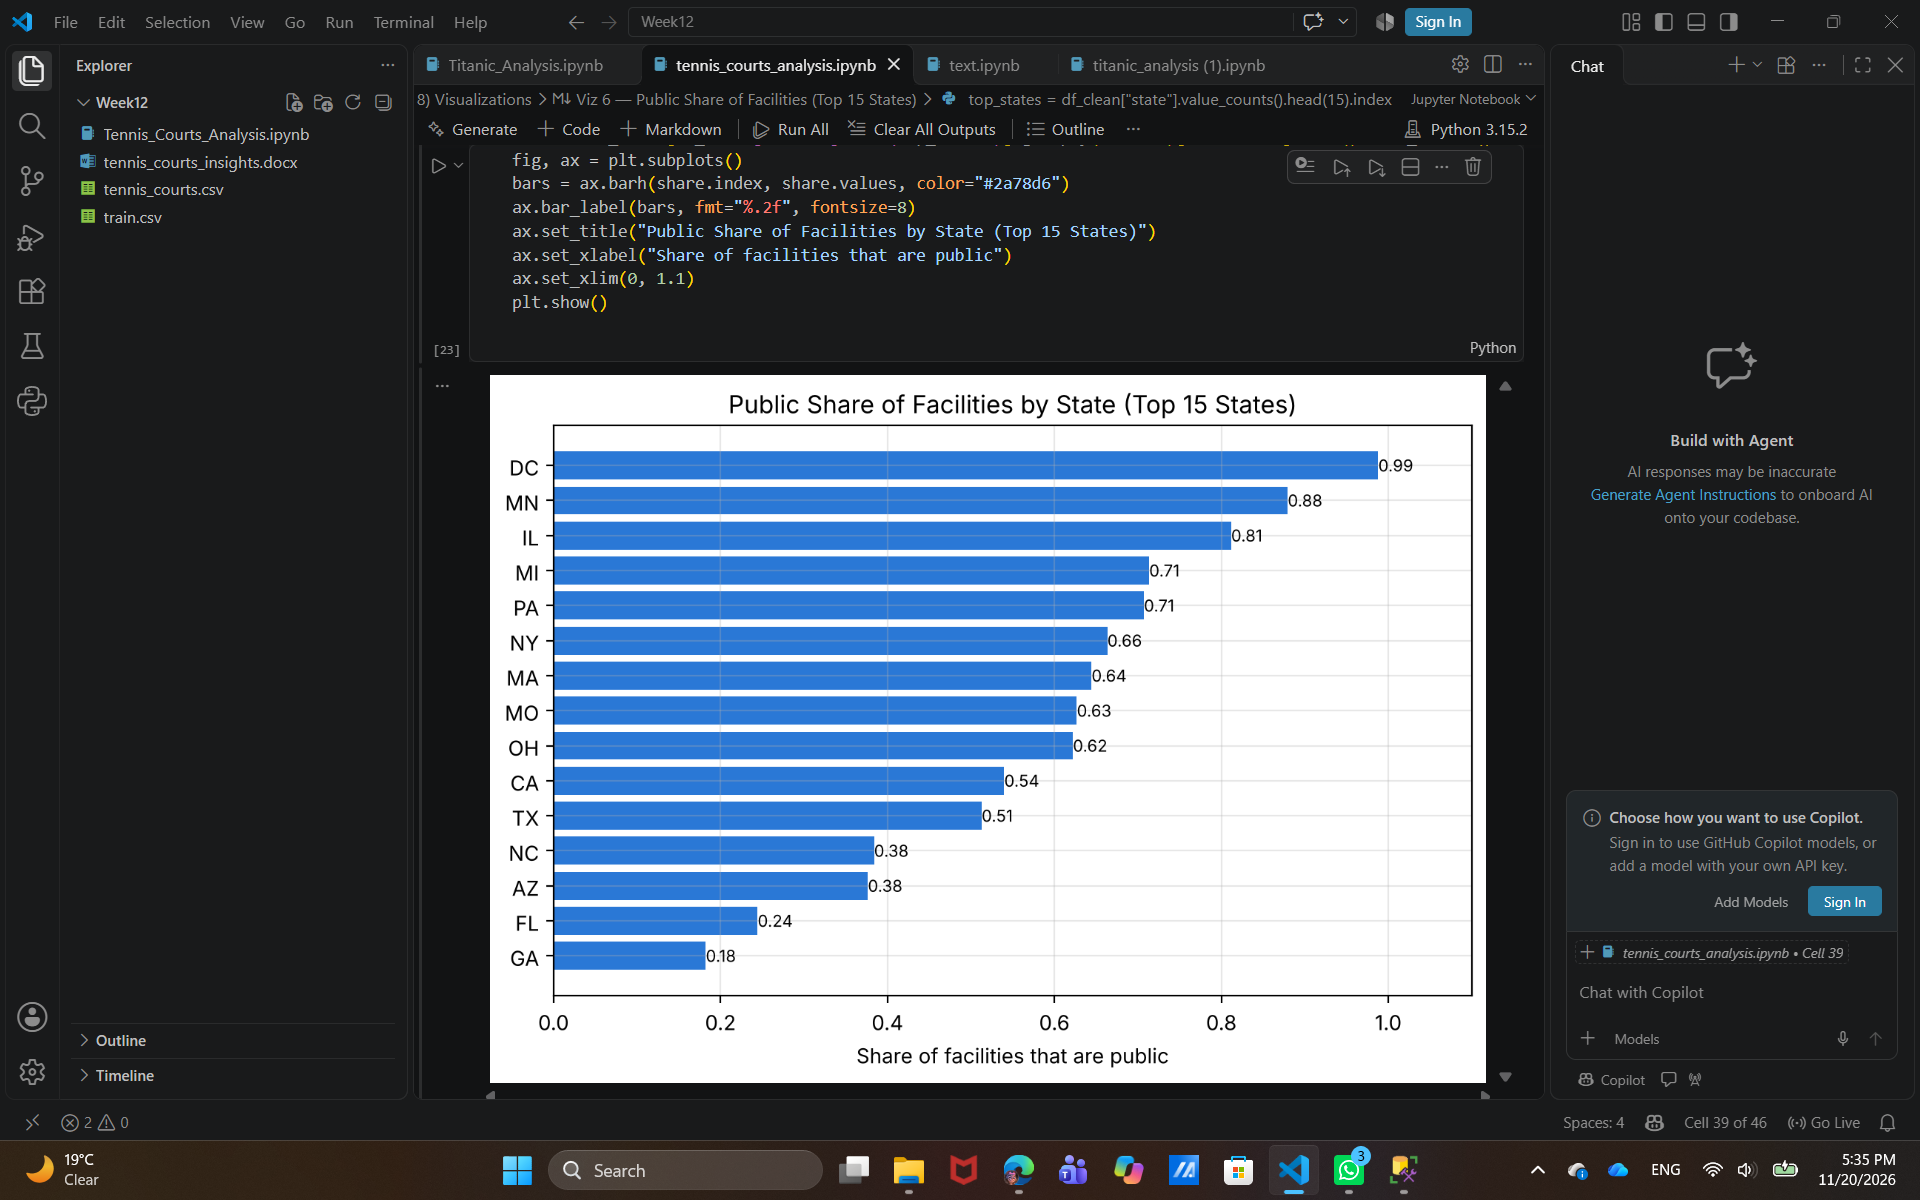 File Edit Selection View Go Run Terminal Help
Week12
Sign In
Explorer
Week12
Tennis_Courts_Analysis.ipynb
tennis_courts_insights.docx
tennis_courts.csv
train.csv
Outline
Timeline
Titanic_Analysis.ipynb
tennis_courts_analysis.ipynb
text.ipynb
titanic_analysis (1).ipynb
8) Visualizations > M↓ Viz 6 — Public Share of Facilities (Top 15 States) > top_states = df_clean["state"].value_counts().head(15).index
Jupyter Notebook
Generate + Code + Markdown Run All Clear All Outputs Outline ...
Python 3.15.2
fig, ax = plt.subplots()
bars = ax.barh(share.index, share.values, color="#2a78d6")
ax.bar_label(bars, fmt="%.2f", fontsize=8)
ax.set_title("Public Share of Facilities by State (Top 15 States)")
ax.set_xlabel("Share of facilities that are public")
ax.set_xlim(0, 1.1)
plt.show()
[23]
Python
Public Share of Facilities by State (Top 15 States)
DC 0.99
MN 0.88
IL 0.81
MI 0.71
PA 0.71
NY 0.66
MA 0.64
MO 0.63
OH 0.62
CA 0.54
TX 0.51
NC 0.38
AZ 0.38
FL 0.24
GA 0.18
0.0 0.2 0.4 0.6 0.8 1.0
Share of facilities that are public
Chat
Build with Agent
AI responses may be inaccurate
Generate Agent Instructions to onboard AI
onto your codebase.
Choose how you want to use Copilot.
Sign in to use GitHub Copilot models, or
add a model with your own API key.
Add Models
Sign In
tennis_courts_analysis.ipynb • Cell 39
Chat with Copilot
Models
Copilot
2 0
Spaces: 4
Cell 39 of 46
Go Live
19°C
Clear
Search
3
ENG
5:35 PM
11/20/2026